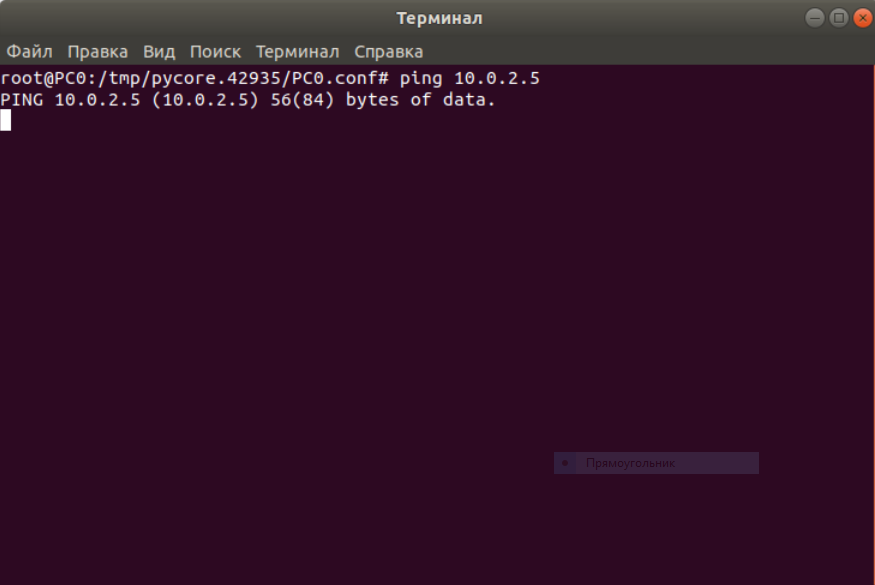 Терминал
Файл Правка Вид Поиск Терминал Справка
root@PC0:/tmp/pycore.42935/PC0.conf# ping 10.0.2.5
PING 10.0.2.5 (10.0.2.5) 56(84) bytes of data.
Прямоугольник